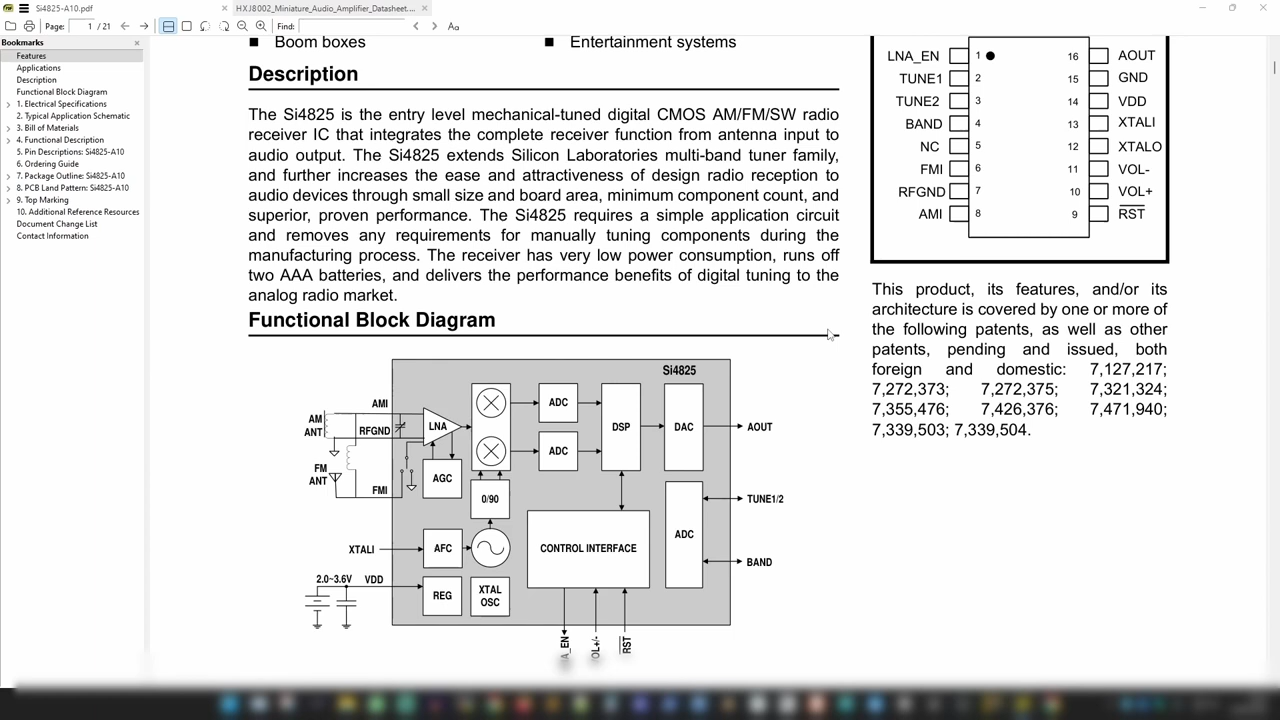 Si4825-A10.pdf
HXJ8002_Miniature_Audio_Amplifier_Datasheet....
Page: 1 / 21
Find:
Bookmarks
Features
Applications
Description
Functional Block Diagram
1. Electrical Specifications
2. Typical Application Schematic
3. Bill of Materials
4. Functional Description
5. Pin Descriptions: Si4825-A10
6. Ordering Guide
7. Package Outline: Si4825-A10
8. PCB Land Pattern: Si4825-A10
9. Top Marking
10. Additional Reference Resources
Document Change List
Contact Information
■ Boom boxes
■ Entertainment systems
Description
The Si4825 is the entry level mechanical-tuned digital CMOS AM/FM/SW radio
receiver IC that integrates the complete receiver function from antenna input to
audio output. The Si4825 extends Silicon Laboratories multi-band tuner family,
and further increases the ease and attractiveness of design radio reception to
audio devices through small size and board area, minimum component count, and
superior, proven performance. The Si4825 requires a simple application circuit
and removes any requirements for manually tuning components during the
manufacturing process. The receiver has very low power consumption, runs off
two AAA batteries, and delivers the performance benefits of digital tuning to the
analog radio market.
Functional Block Diagram
Si4825
AMI
AM
ANT
RFGND
LNA
ADC
DSP
DAC
AOUT
ADC
FM
ANT
FMI
AGC
0/90
TUNE1/2
ADC
XTALI
AFC
CONTROL INTERFACE
BAND
2.0~3.6V VDD
REG
XTAL
OSC
A_EN
OL+/-
RST
LNA_EN 1 16 AOUT
TUNE1 2 15 GND
TUNE2 3 14 VDD
BAND 4 13 XTALI
NC 5 12 XTALO
FMI 6 11 VOL-
RFGND 7 10 VOL+
AMI 8 9 RST
This product, its features, and/or its
architecture is covered by one or more of
the following patents, as well as other
patents, pending and issued, both
foreign and domestic: 7,127,217;
7,272,373; 7,272,375; 7,321,324;
7,355,476; 7,426,376; 7,471,940;
7,339,503; 7,339,504.